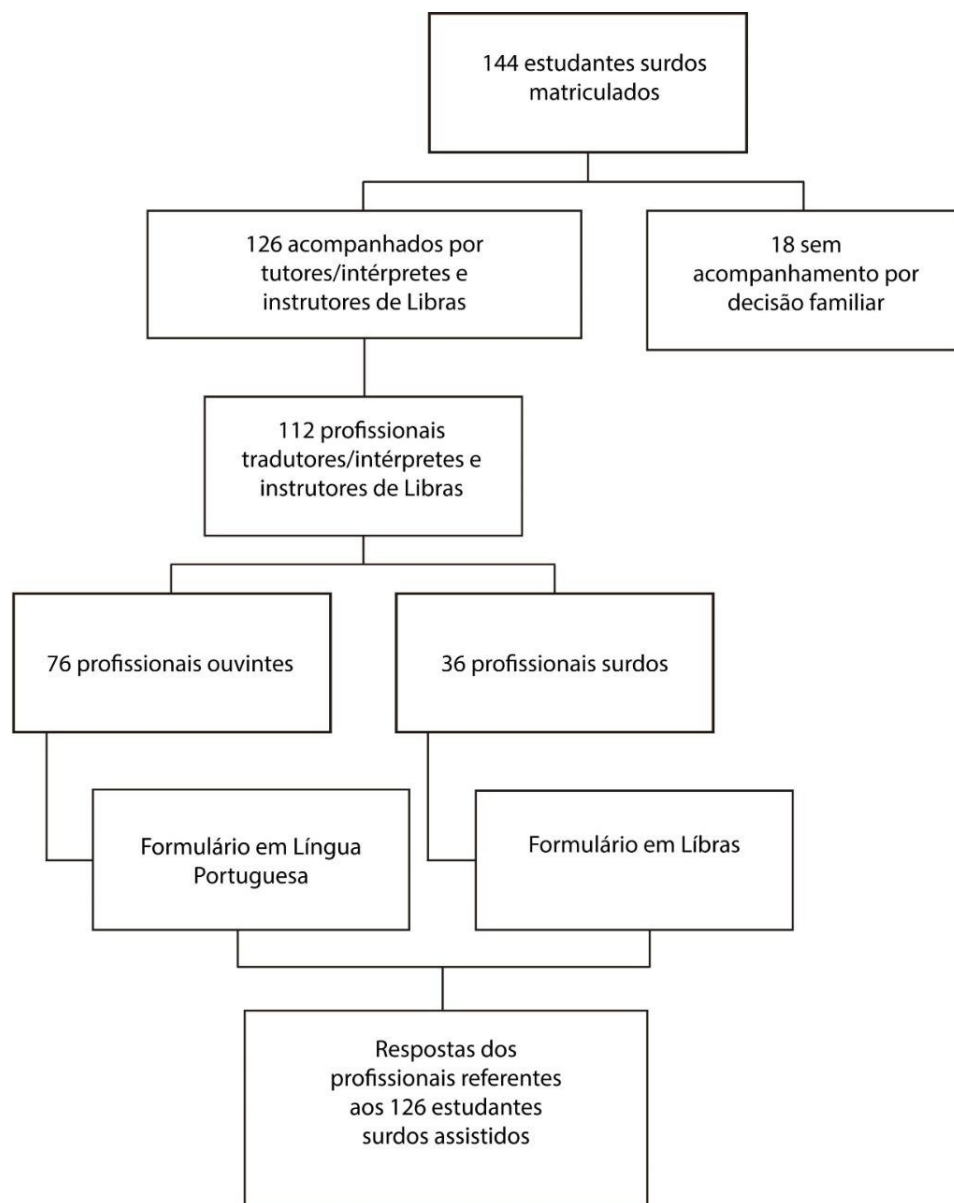 144 estudantes surdos
matriculados
126 acompanhados por
tutores/intérpretes e
instrutores de Libras
18 sem
acompanhamento por
decisão familiar
112 profissionais
tradutores/intérpretes e
instrutores de Libras
76 profissionais ouvintes
36 profissionais surdos
Formulário em Língua
Portuguesa
Formulário em Líbras
Respostas dos
profissionais referentes
aos 126 estudantes
surdos assistidos